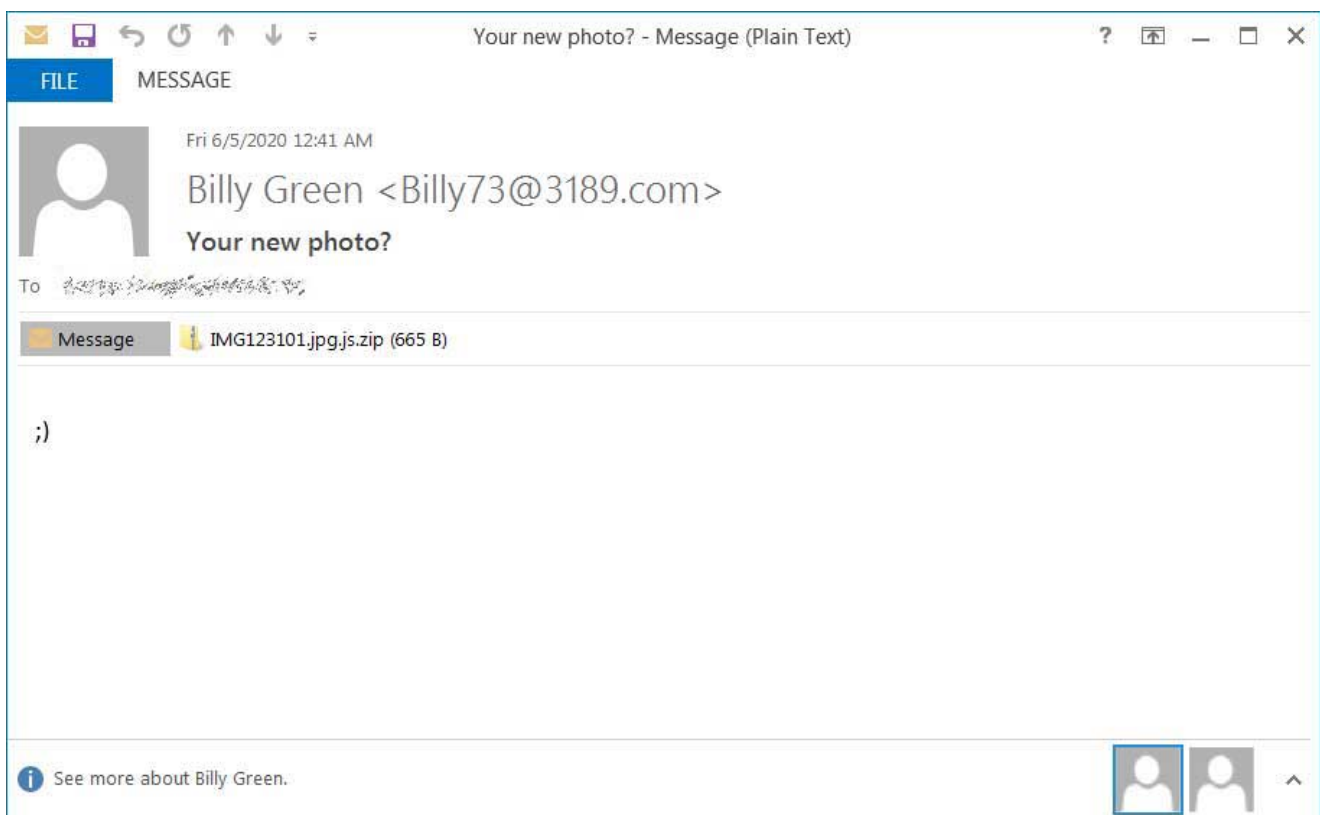 Your new photo? - Message (Plain Text)
FILE MESSAGE
Fri 6/5/2020 12:41 AM
Billy Green <Billy73@3189.com>
Your new photo?
To
Message IMG123101.jpg.js.zip (665 B)
;)
See more about Billy Green.